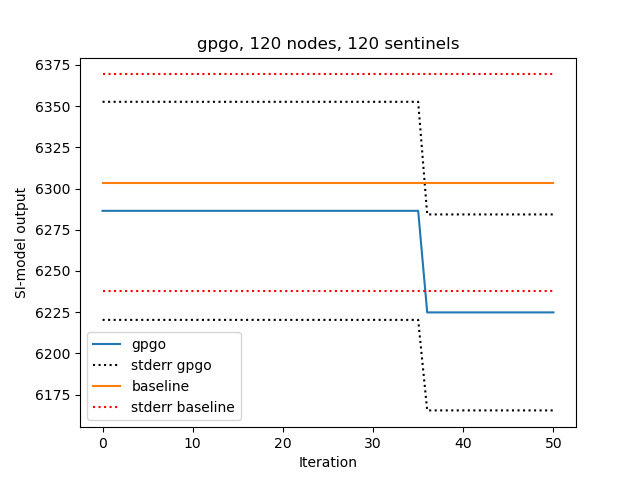 gpgo, 120 nodes, 120 sentinels
6375
6350
6325
6300
6275
6250
6225
6200
6175
SI-model output
gpgo
stderr gpgo
baseline
stderr baseline
0 10 20 30 40 50
Iteration